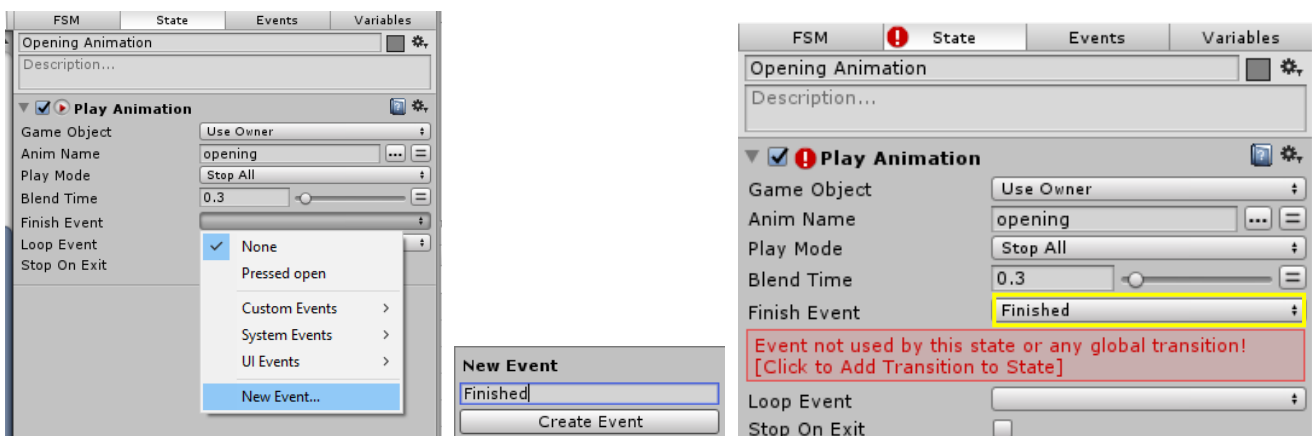 FSM State Events Variables
Opening Animation
Description...
Play Animation
Game Object Use Owner
Anim Name opening ...
Play Mode Stop All
Blend Time 0.3
Finish Event
Loop Event
Stop On Exit
None
Pressed open
Custom Events
System Events
UI Events
New Event...
New Event
Finished
Create Event
FSM State Events Variables
Opening Animation
Description...
Play Animation
Game Object Use Owner
Anim Name opening ...
Play Mode Stop All
Blend Time 0.3
Finish Event Finished
Event not used by this state or any global transition!
[Click to Add Transition to State]
Loop Event
Stop On Exit